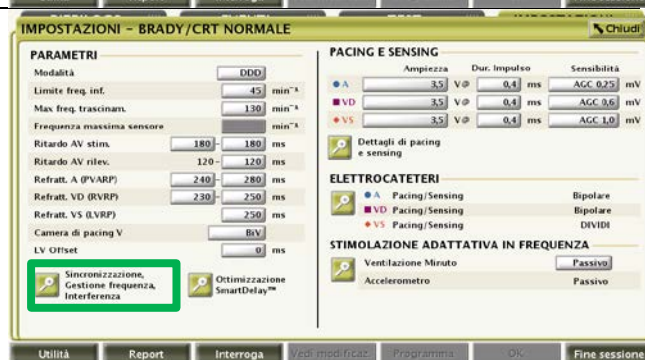 Report Interroga
IMPOSTAZIONI - BRADY/CRT NORMALE Chiudi
PARAMETRI
Modalità DDD
Limite freq. inf. 45 min⁻¹
Max freq. trascinam. 130 min⁻¹
Frequenza massima sensore min⁻¹
Ritardo AV stim. 180 - 180 ms
Ritardo AV rilev. 120 - 120 ms
Refratt. A (PVARP) 240 - 280 ms
Refratt. VD (RVRP) 230 - 250 ms
Refratt. VS (LVRP) 250 ms
Camera di pacing V BiV
LV Offset 0 ms
Sincronizzazione,
Gestione frequenza,
Interferenza
Ottimizzazione
SmartDelay™
PACING E SENSING
Ampiezza Dur. Impulso Sensibilità
A 3,5 V@ 0,4 ms AGC 0,25 mV
VD 3,5 V@ 0,4 ms AGC 0,6 mV
VS 3,5 V@ 0,4 ms AGC 1,0 mV
Dettagli di pacing
e sensing
ELETTROCATETERI
A Pacing/Sensing Bipolare
VD Pacing/Sensing Bipolare
VS Pacing/Sensing DIVIDI
STIMOLAZIONE ADATTATIVA IN FREQUENZA
Ventilazione Minuto Passivo
Accelerometro Passivo
Utilità Report Interroga Vedi modificaz. Programma OK Fine sessione